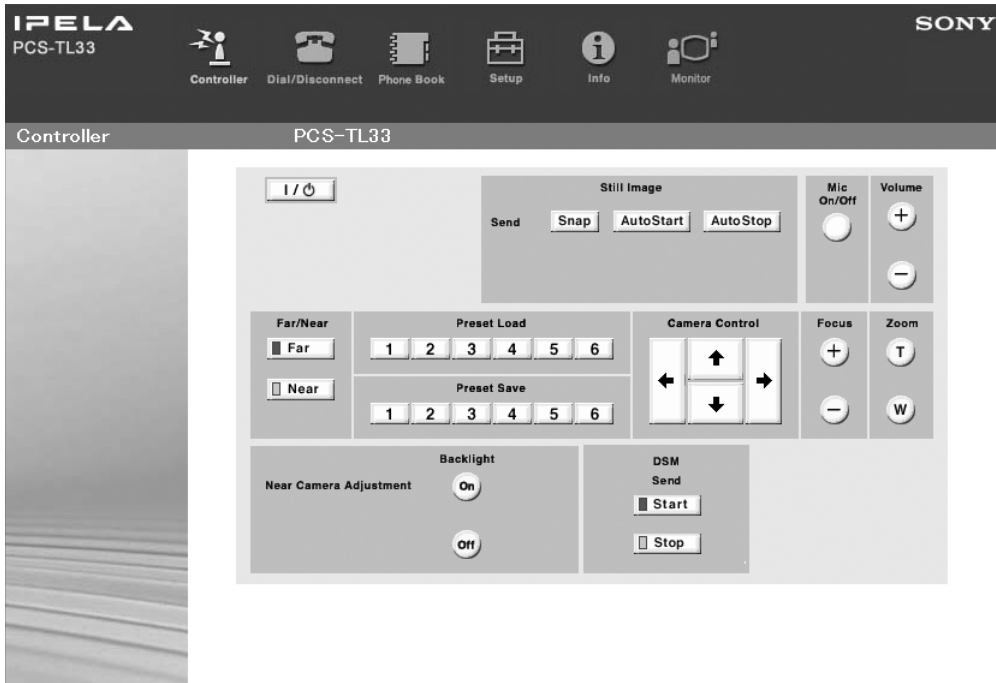 IPELA
PCS-TL33
SONY
Controller Dial/Disconnect Phone Book Setup Info Monitor
Controller PCS-TL33
I / ⏻
Still Image
Send Snap AutoStart AutoStop
Mic
On/Off
Volume
+
−
Far/Near
Far
Near
Preset Load
1 2 3 4 5 6
Preset Save
1 2 3 4 5 6
Camera Control
Focus
+
−
Zoom
T
W
Backlight
Near Camera Adjustment On
Off
DSM
Send
Start
Stop